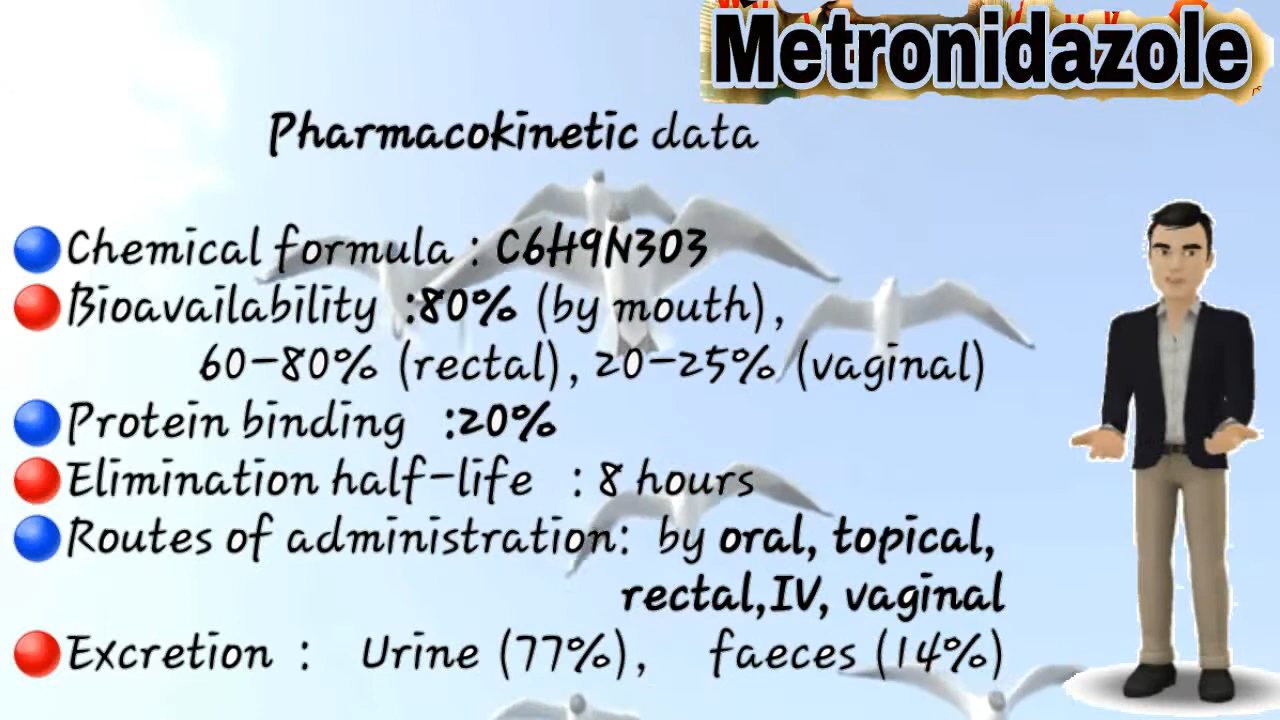 Metronidazole
Pharmacokinetic data
Chemical formula : C6H9N3O3
Bioavailability :80% (by mouth),
60-80% (rectal), 20-25% (vaginal)
Protein binding :20%
Elimination half-life : 8 hours
Routes of administration: by oral, topical,
rectal,IV, vaginal
Excretion : Urine (77%), faeces (14%)